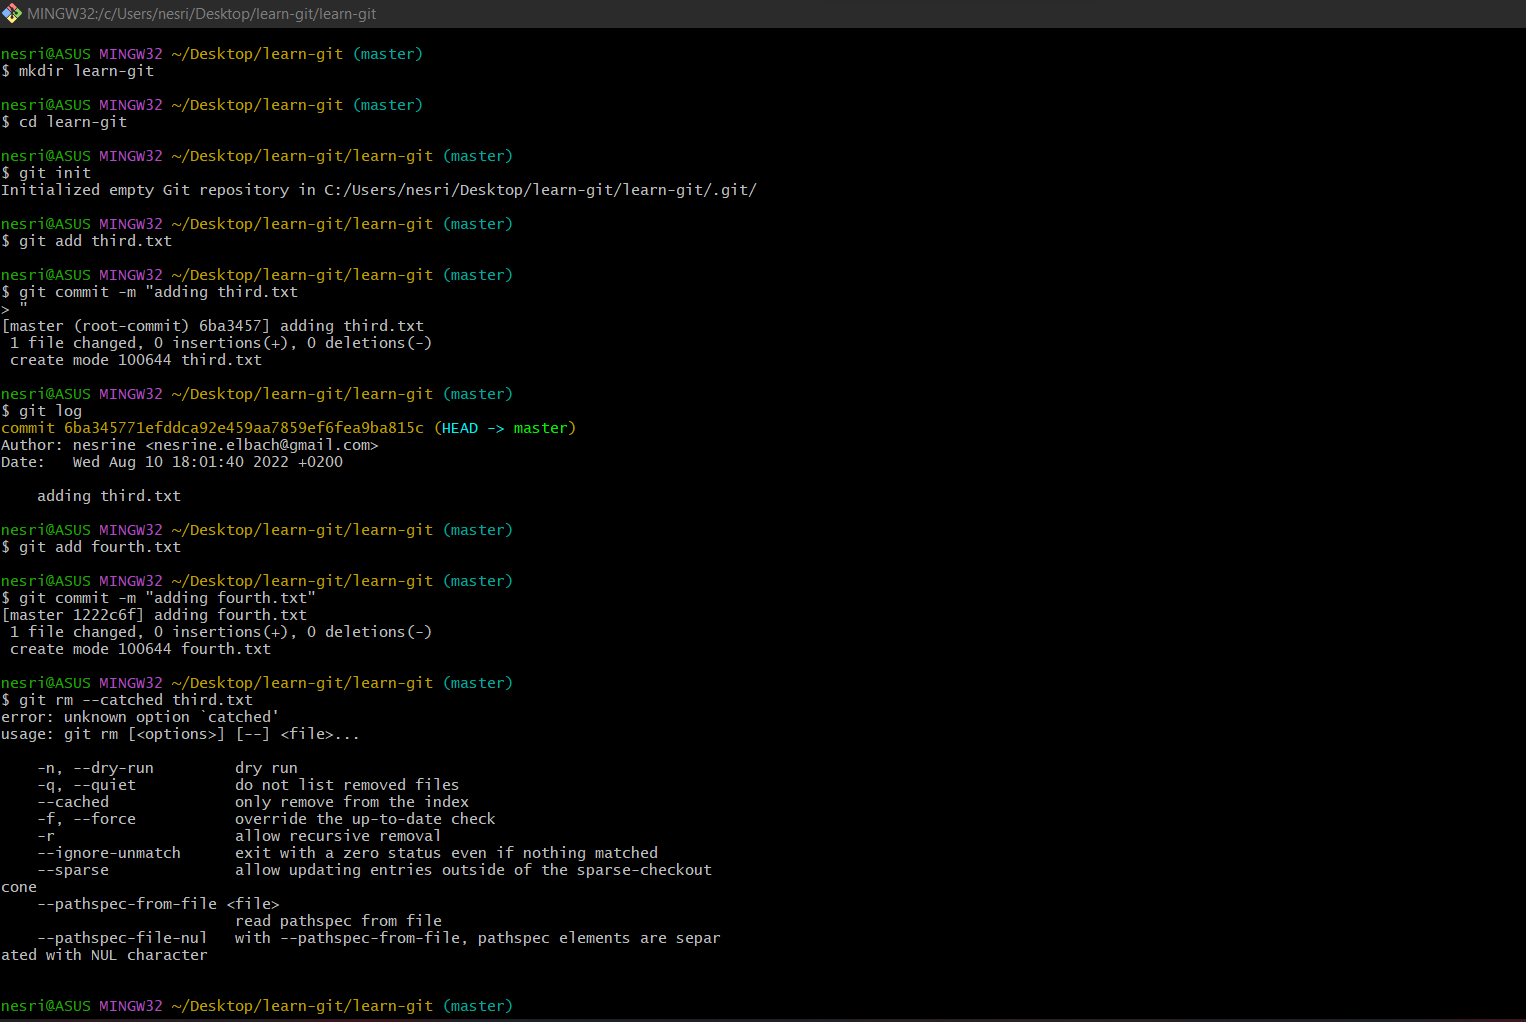 MINGW32:/c/Users/nesri/Desktop/learn-git/learn-git
nesri@ASUS MINGW32 ~/Desktop/learn-git (master)
$ mkdir learn-git
nesri@ASUS MINGW32 ~/Desktop/learn-git (master)
$ cd learn-git
nesri@ASUS MINGW32 ~/Desktop/learn-git/learn-git (master)
$ git init
Initialized empty Git repository in C:/Users/nesri/Desktop/learn-git/learn-git/.git/
nesri@ASUS MINGW32 ~/Desktop/learn-git/learn-git (master)
$ git add third.txt
nesri@ASUS MINGW32 ~/Desktop/learn-git/learn-git (master)
$ git commit -m "adding third.txt
> "
[master (root-commit) 6ba3457] adding third.txt
 1 file changed, 0 insertions(+), 0 deletions(-)
 create mode 100644 third.txt
nesri@ASUS MINGW32 ~/Desktop/learn-git/learn-git (master)
$ git log
commit 6ba345771efddca92e459aa7859ef6fea9ba815c (HEAD -> master)
Author: nesrine <nesrine.elbach@gmail.com>
Date:   Wed Aug 10 18:01:40 2022 +0200
    adding third.txt
nesri@ASUS MINGW32 ~/Desktop/learn-git/learn-git (master)
$ git add fourth.txt
nesri@ASUS MINGW32 ~/Desktop/learn-git/learn-git (master)
$ git commit -m "adding fourth.txt"
[master 1222c6f] adding fourth.txt
 1 file changed, 0 insertions(+), 0 deletions(-)
 create mode 100644 fourth.txt
nesri@ASUS MINGW32 ~/Desktop/learn-git/learn-git (master)
$ git rm --catched third.txt
error: unknown option `catched'
usage: git rm [<options>] [--] <file>...
    -n, --dry-run         dry run
    -q, --quiet           do not list removed files
    --cached              only remove from the index
    -f, --force           override the up-to-date check
    -r                    allow recursive removal
    --ignore-unmatch      exit with a zero status even if nothing matched
    --sparse              allow updating entries outside of the sparse-checkout
cone
    --pathspec-from-file <file>
                          read pathspec from file
    --pathspec-file-nul   with --pathspec-from-file, pathspec elements are separ
ated with NUL character
nesri@ASUS MINGW32 ~/Desktop/learn-git/learn-git (master)